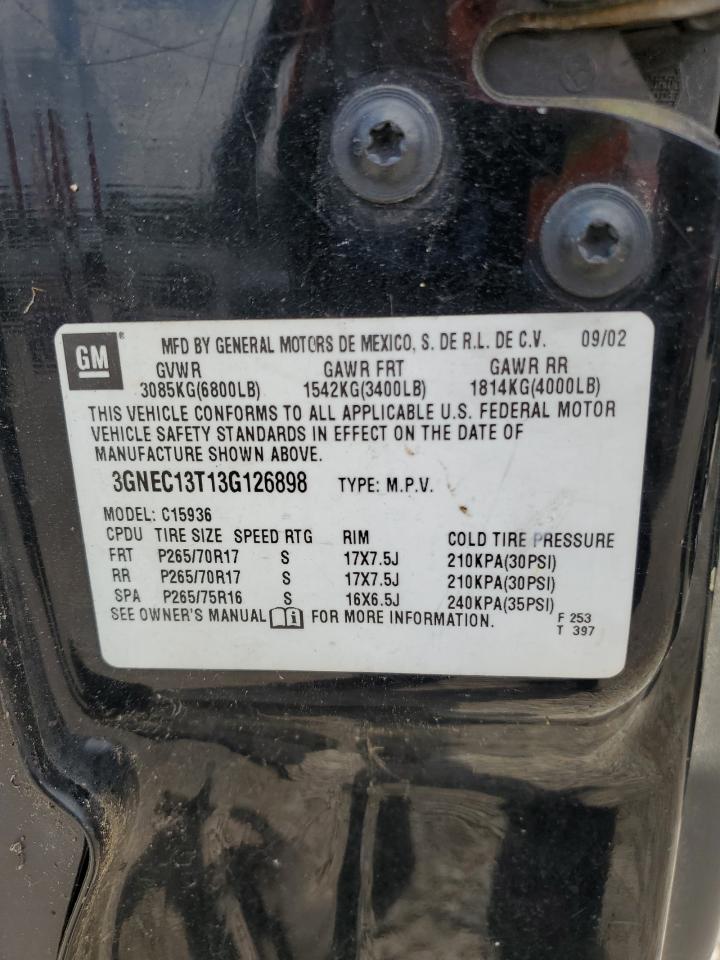 GM® MFD BY GENERAL MOTORS DE MEXICO, S. DE R.L. DE C.V. 09/02
GVWR GAWR FRT GAWR RR
3085KG(6800LB) 1542KG(3400LB) 1814KG(4000LB)
THIS VEHICLE CONFORMS TO ALL APPLICABLE U.S. FEDERAL MOTOR
VEHICLE SAFETY STANDARDS IN EFFECT ON THE DATE OF
MANUFACTURE SHOWN ABOVE.
3GNEC13T13G126898 TYPE: M.P.V.
MODEL: C15936
CPDU TIRE SIZE SPEED RTG RIM COLD TIRE PRESSURE
FRT P265/70R17 S 17X7.5J 210KPA(30PSI)
RR P265/70R17 S 17X7.5J 210KPA(30PSI)
SPA P265/75R16 S 16X6.5J 240KPA(35PSI)
SEE OWNER'S MANUAL FOR MORE INFORMATION. F 253
T 397